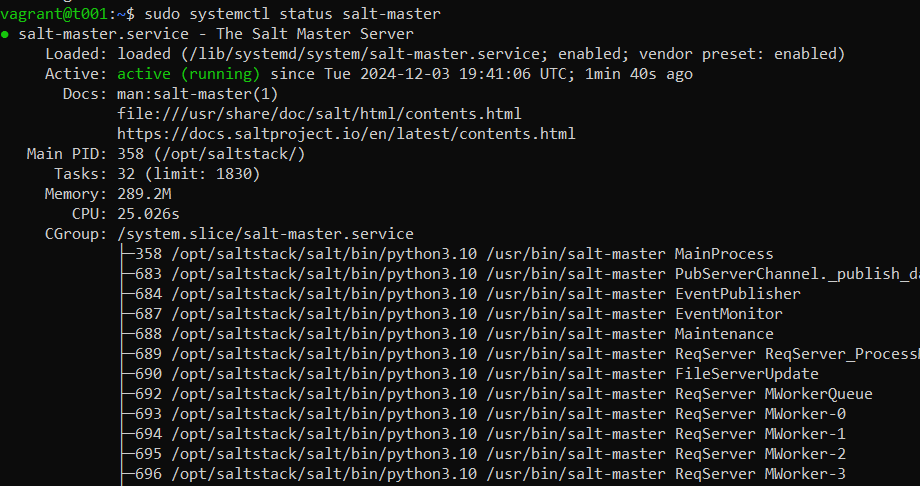 vagrant@t001:~$ sudo systemctl status salt-master
● salt-master.service - The Salt Master Server
Loaded: loaded (/lib/systemd/system/salt-master.service; enabled; vendor preset: enabled)
Active: active (running) since Tue 2024-12-03 19:41:06 UTC; 1min 40s ago
Docs: man:salt-master(1)
file:///usr/share/doc/salt/html/contents.html
https://docs.saltproject.io/en/latest/contents.html
Main PID: 358 (/opt/saltstack/)
Tasks: 32 (limit: 1830)
Memory: 289.2M
CPU: 25.026s
CGroup: /system.slice/salt-master.service
├─358 /opt/saltstack/salt/bin/python3.10 /usr/bin/salt-master MainProcess
├─683 /opt/saltstack/salt/bin/python3.10 /usr/bin/salt-master PubServerChannel._publish_da
├─684 /opt/saltstack/salt/bin/python3.10 /usr/bin/salt-master EventPublisher
├─687 /opt/saltstack/salt/bin/python3.10 /usr/bin/salt-master EventMonitor
├─688 /opt/saltstack/salt/bin/python3.10 /usr/bin/salt-master Maintenance
├─689 /opt/saltstack/salt/bin/python3.10 /usr/bin/salt-master ReqServer ReqServer_Process
├─690 /opt/saltstack/salt/bin/python3.10 /usr/bin/salt-master FileServerUpdate
├─692 /opt/saltstack/salt/bin/python3.10 /usr/bin/salt-master ReqServer MWorkerQueue
├─693 /opt/saltstack/salt/bin/python3.10 /usr/bin/salt-master ReqServer MWorker-0
├─694 /opt/saltstack/salt/bin/python3.10 /usr/bin/salt-master ReqServer MWorker-1
├─695 /opt/saltstack/salt/bin/python3.10 /usr/bin/salt-master ReqServer MWorker-2
├─696 /opt/saltstack/salt/bin/python3.10 /usr/bin/salt-master ReqServer MWorker-3